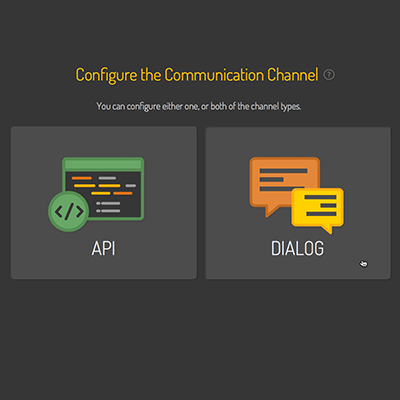 Configure the Communication Channel ?
You can configure either one, or both of the channel types.
</>
API
DIALOG